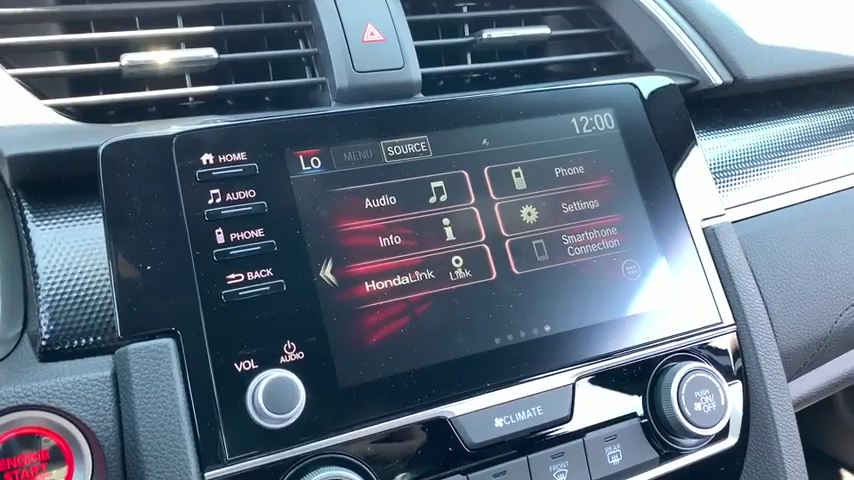 HOME
AUDIO
PHONE
BACK
VOL
AUDIO
Lo
MENU
SOURCE
12:00
Audio
Phone
Info
Settings
HondaLink
Link
Smartphone
Connection
CLIMATE
PUSH
ON/
OFF
FRONT
REAR
ENGINE
START